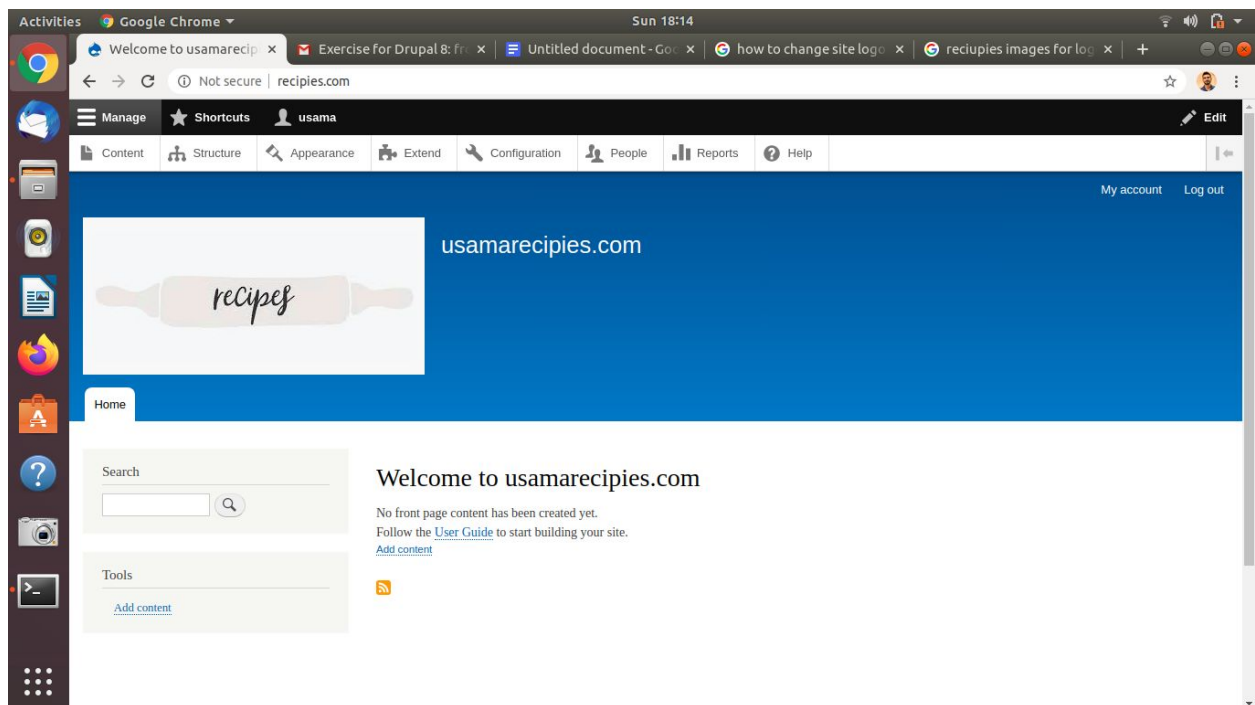 Activities Google Chrome Sun 18:14
Welcome to usamarecip Exercise for Drupal 8: fr Untitled document - Goo how to change site logo reciupies images for log
Not secure | recipies.com
Manage Shortcuts usama Edit
Content Structure Appearance Extend Configuration People Reports Help
My account Log out
usamarecipies.com
recipes
Home
Search
Welcome to usamarecipies.com
No front page content has been created yet.
Follow the User Guide to start building your site.
Add content
Tools
Add content